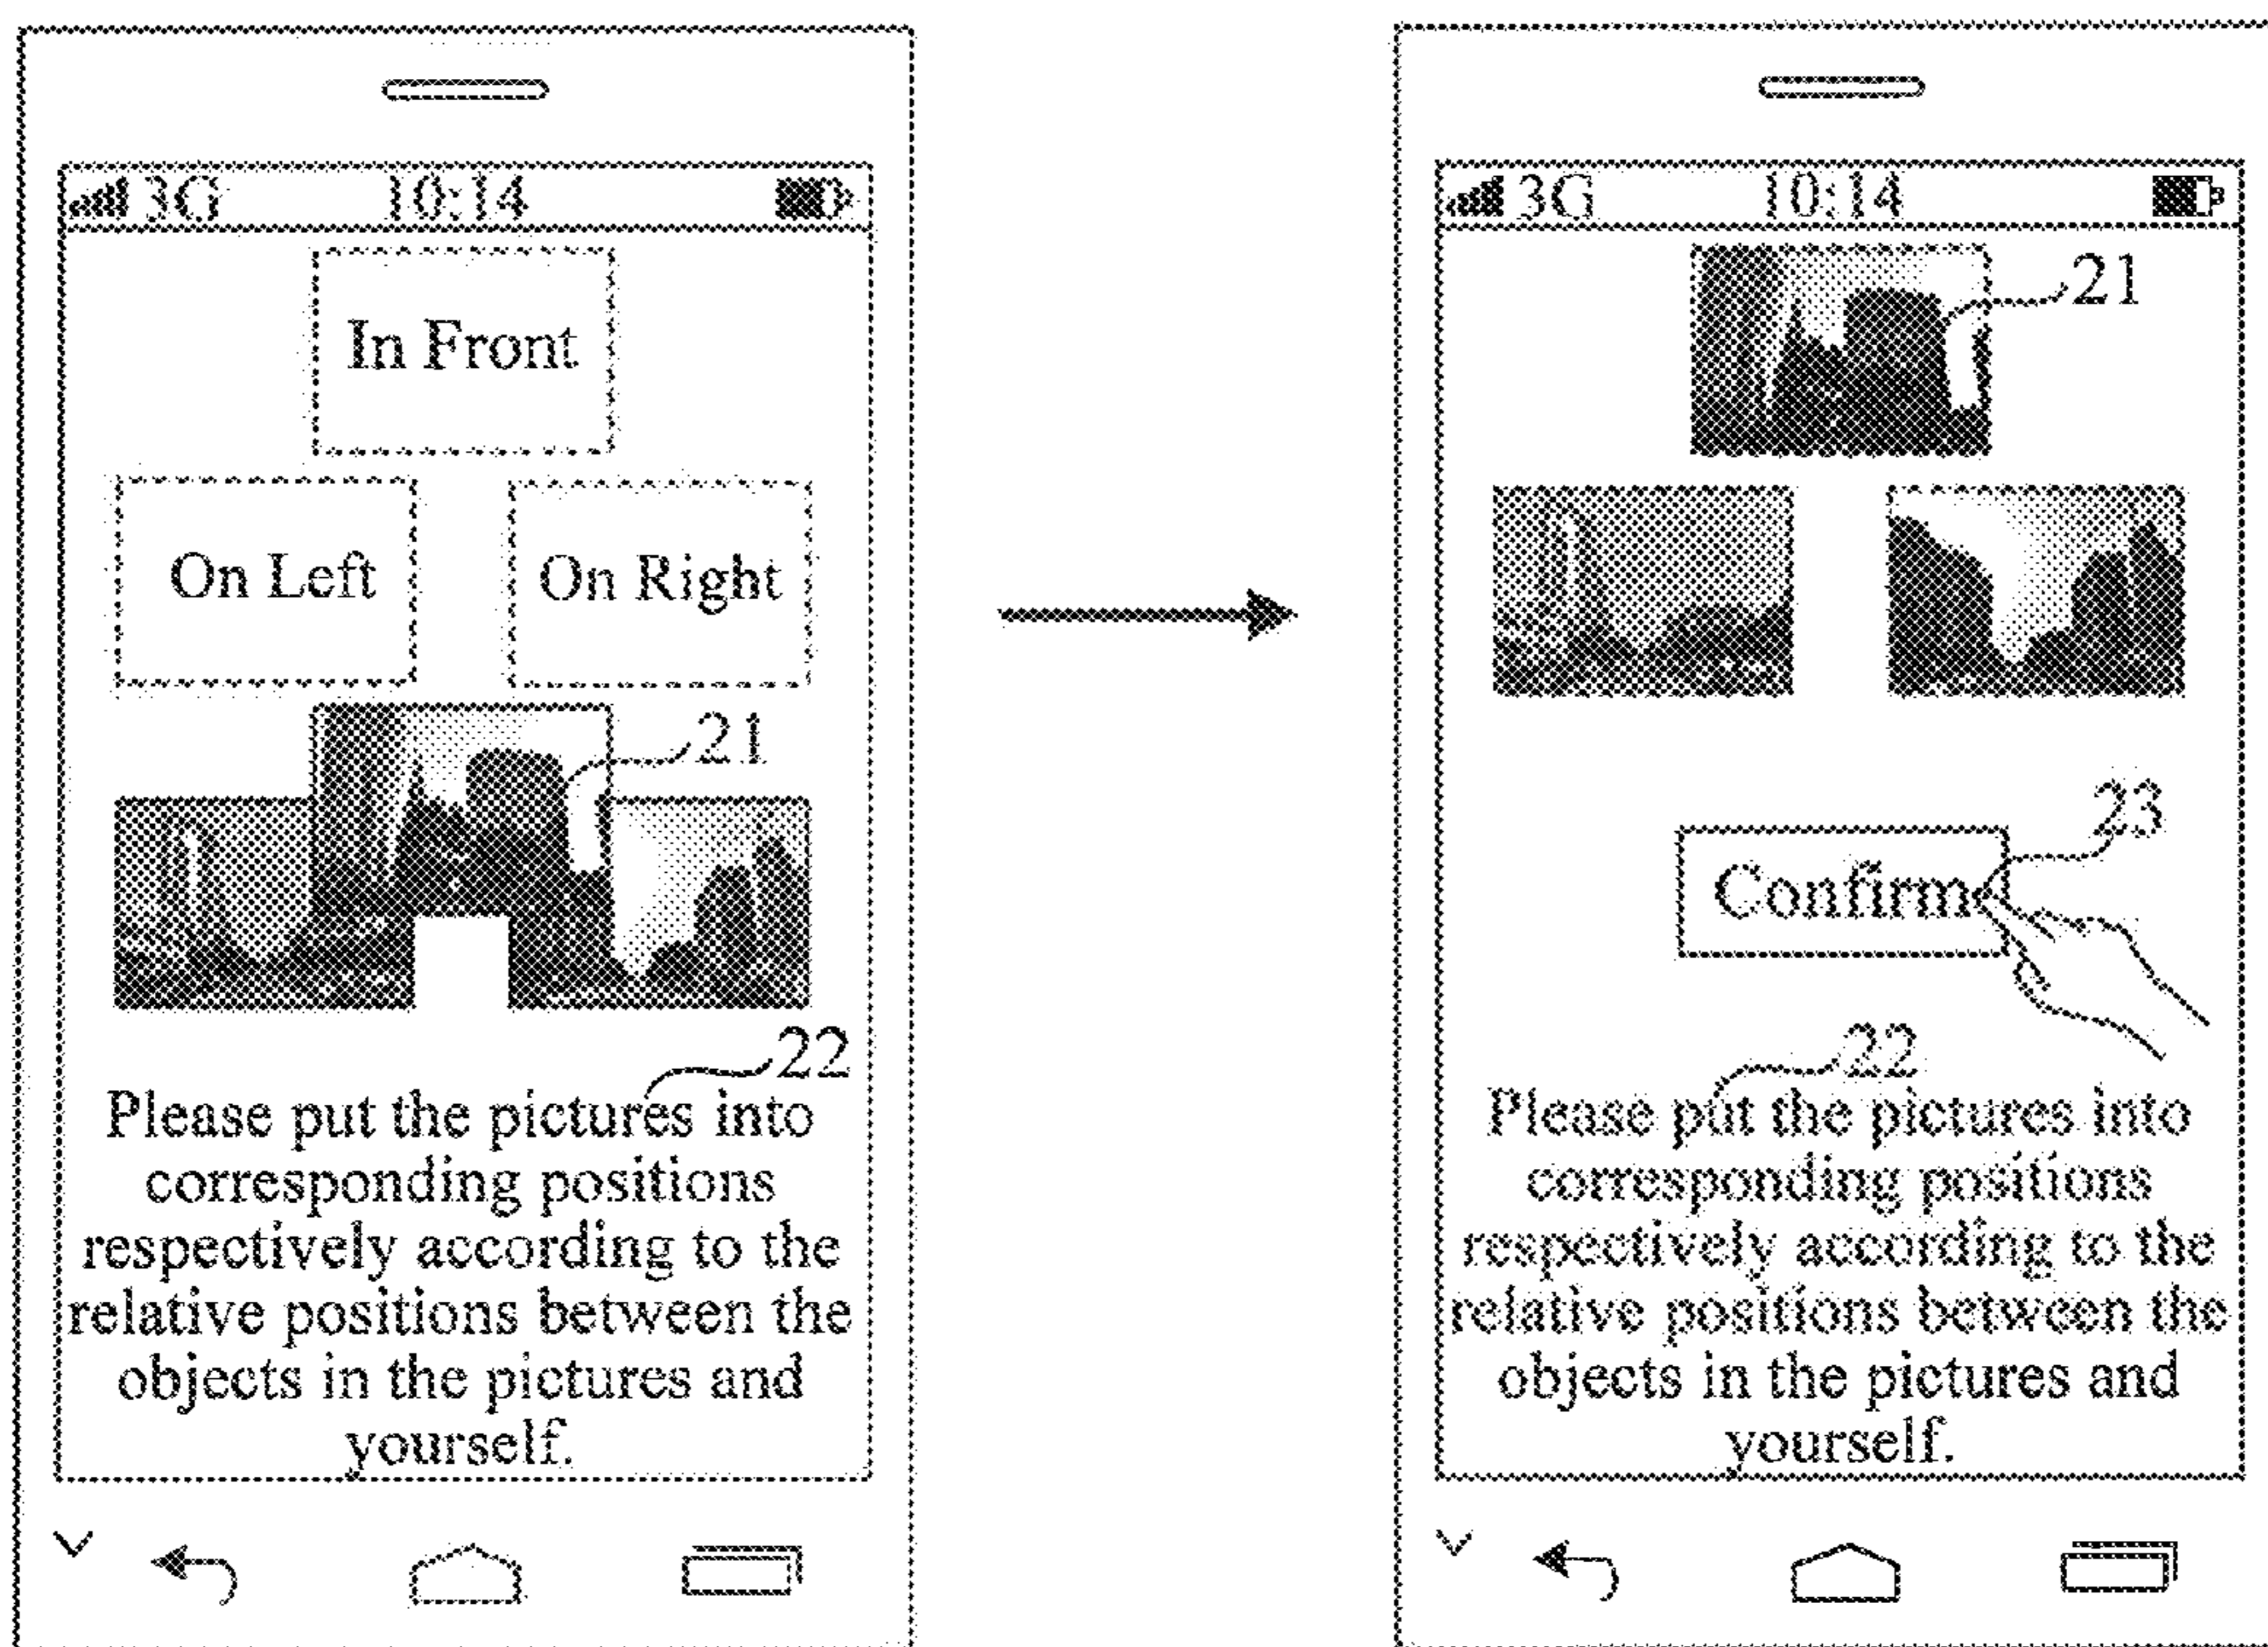 3G 10:14
In Front
On Left On Right
21
22
Please put the pictures into
corresponding positions
respectively according to the
relative positions between the
objects in the pictures and
yourself.
3G 10:14
21
23
Confirm
22
Please put the pictures into
corresponding positions
respectively according to the
relative positions between the
objects in the pictures and
yourself.